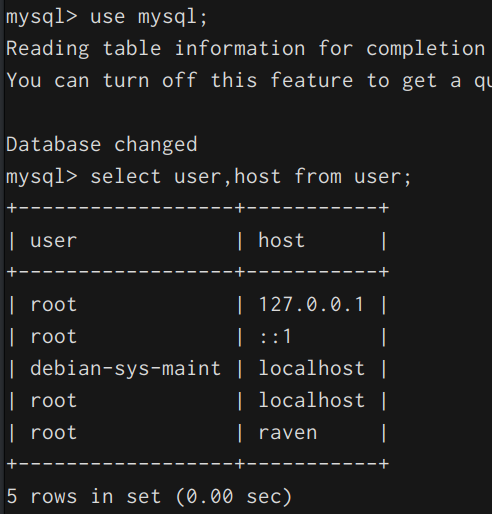 mysql> use mysql;
Reading table information for completion
You can turn off this feature to get a

Database changed
mysql> select user,host from user;
+------------------+-----------+
| user             | host      |
+------------------+-----------+
| root             | 127.0.0.1 |
| root             | ::1       |
| debian-sys-maint | localhost |
| root             | localhost |
| root             | raven     |
+------------------+-----------+
5 rows in set (0.00 sec)